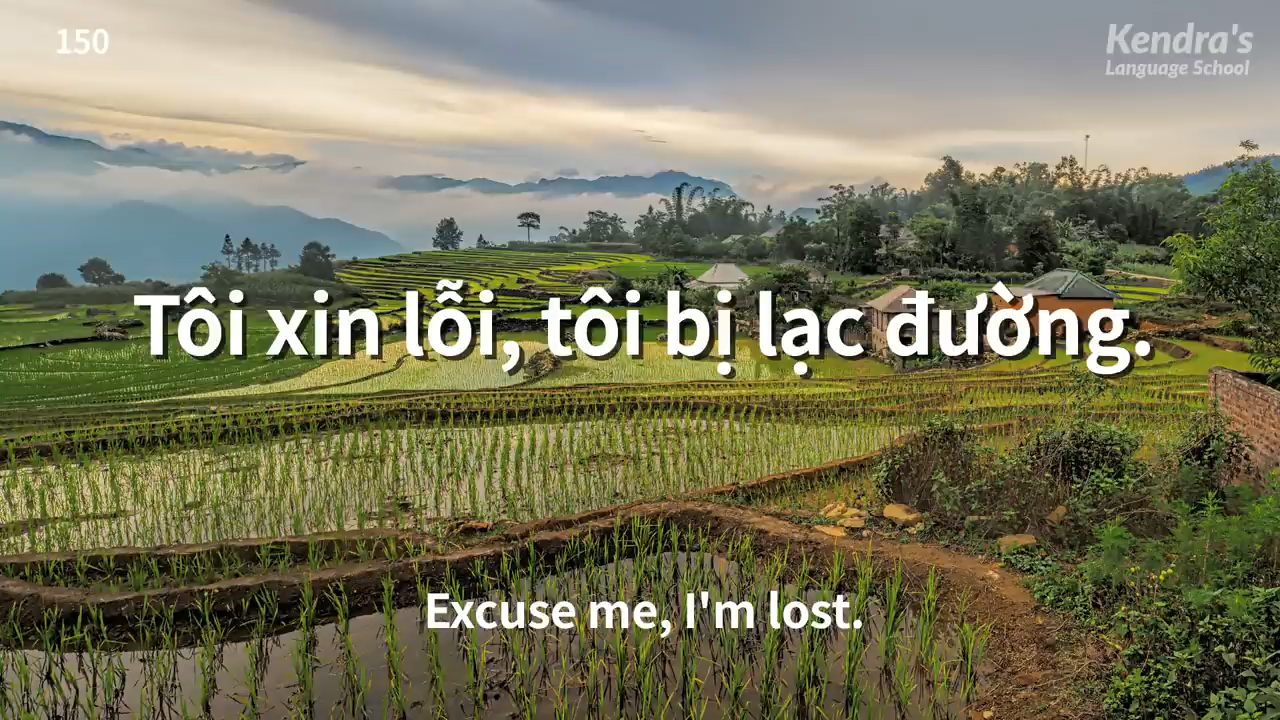 150
Kendra's
Language School
Tôi xin lỗi, tôi bị lạc đường.
Excuse me, I'm lost.